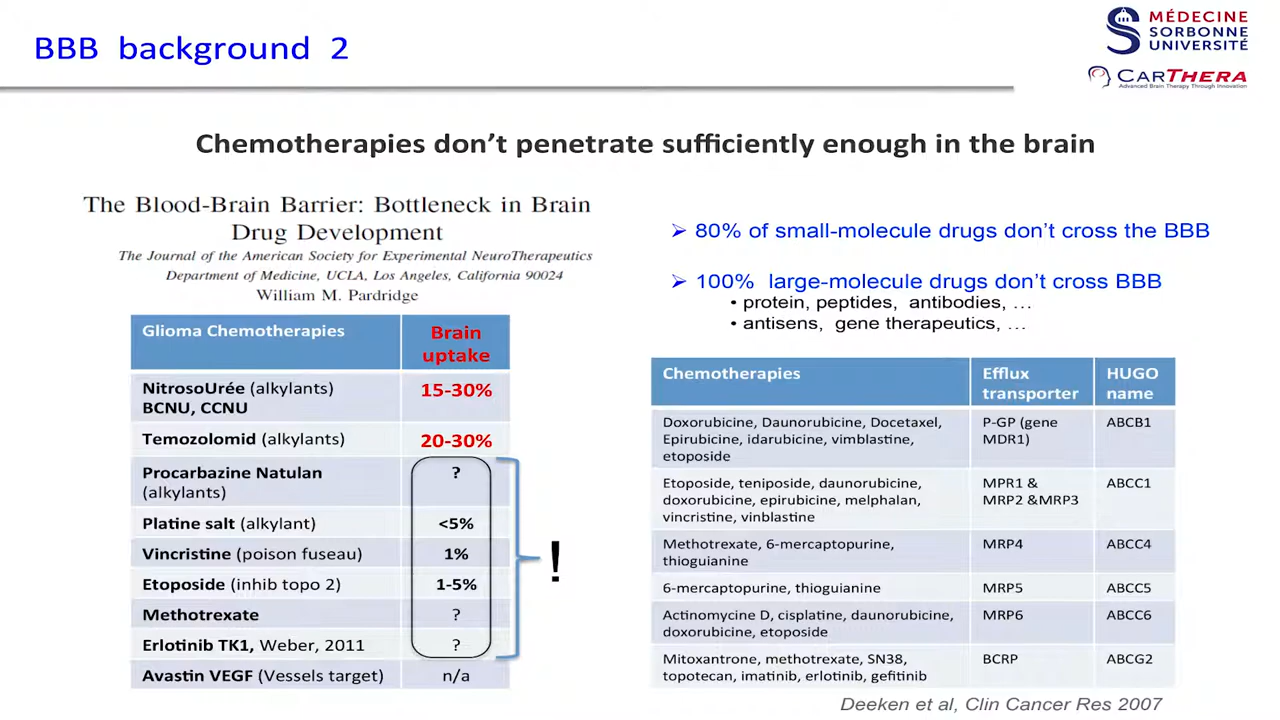 BBB background 2
MÉDECINE
SORBONNE
UNIVERSITÉ
CARTHERA
Advanced Brain Therapy Through Innovation
Chemotherapies don't penetrate sufficiently enough in the brain
The Blood-Brain Barrier: Bottleneck in Brain
Drug Development
The Journal of the American Society for Experimental NeuroTherapeutics
Department of Medicine, UCLA, Los Angeles, California 90024
William M. Pardridge
Glioma Chemotherapies
Brain
uptake
NitrosoUrée (alkylants)
BCNU, CCNU
15-30%
Temozolomid (alkylants)
20-30%
Procarbazine Natulan
(alkylants)
?
Platine salt (alkylant)
<5%
Vincristine (poison fuseau)
1%
Etoposide (inhib topo 2)
1-5%
Methotrexate
?
Erlotinib TK1, Weber, 2011
?
Avastin VEGF (Vessels target)
n/a
!
➢ 80% of small-molecule drugs don't cross the BBB
➢ 100% large-molecule drugs don't cross BBB
• protein, peptides, antibodies, …
• antisens, gene therapeutics, …
Chemotherapies
Efflux
transporter
HUGO
name
Doxorubicine, Daunorubicine, Docetaxel,
Epirubicine, idarubicine, vimblastine,
etoposide
P-GP (gene
MDR1)
ABCB1
Etoposide, teniposide, daunorubicine,
doxorubicine, epirubicine, melphalan,
vincristine, vinblastine
MPR1 &
MRP2 &MRP3
ABCC1
Methotrexate, 6-mercaptopurine,
thioguianine
MRP4
ABCC4
6-mercaptopurine, thioguianine
MRP5
ABCC5
Actinomycine D, cisplatine, daunorubicine,
doxorubicine, etoposide
MRP6
ABCC6
Mitoxantrone, methotrexate, SN38,
topotecan, imatinib, erlotinib, gefitinib
BCRP
ABCG2
Deeken et al, Clin Cancer Res 2007